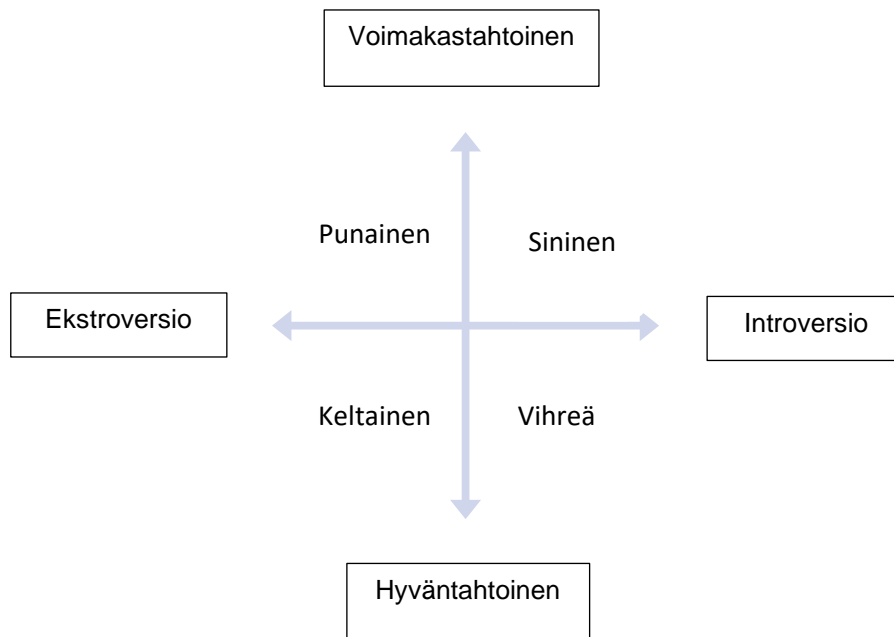 Voimakastahtoinen
Punainen
Sininen
Ekstroversio
Introversio
Keltainen
Vihreä
Hyväntahtoinen